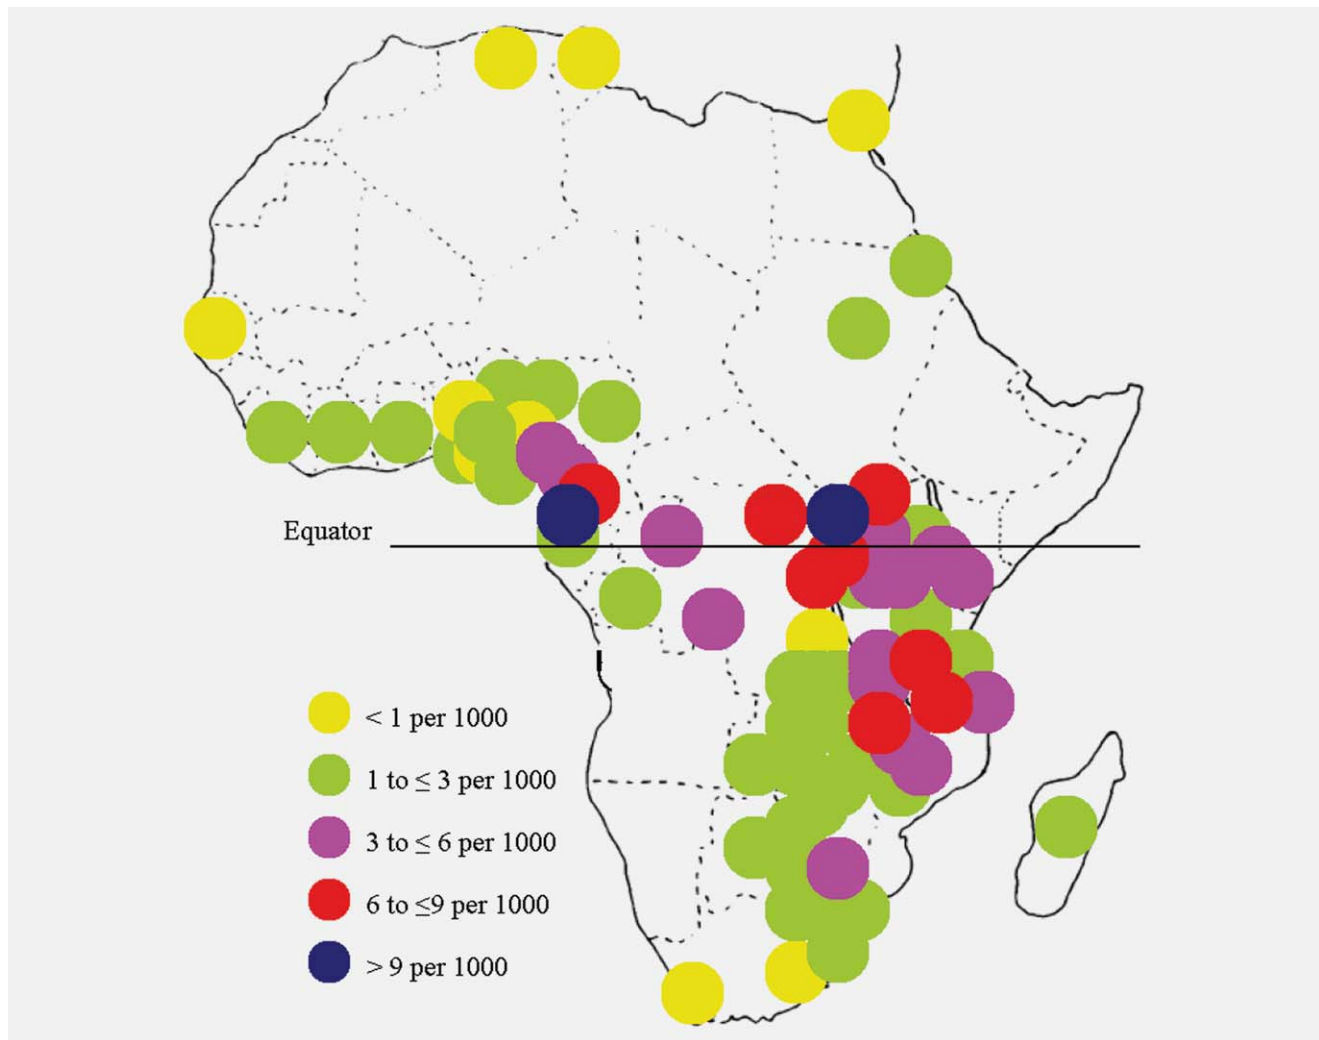 Equator
< 1 per 1000
1 to ≤ 3 per 1000
3 to ≤ 6 per 1000
6 to ≤9 per 1000
> 9 per 1000